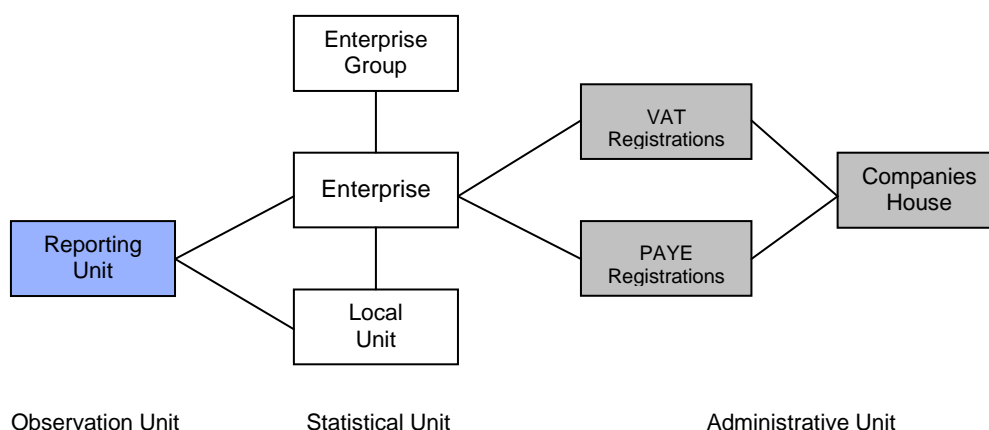 Enterprise
Group
VAT
Registrations
Enterprise
Companies
House
Reporting
Unit
PAYE
Registrations
Local
Unit
Observation Unit
Statistical Unit
Administrative Unit